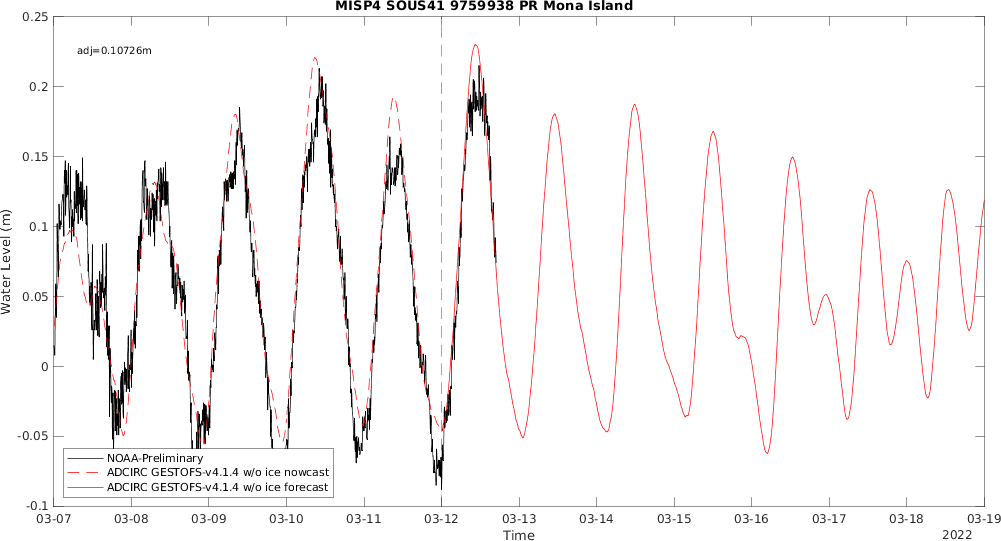 MISP4 SOUS41 9759938 PR Mona Island
0.25
adj=0.10726m
0.2
0.15
0.1
0.05
0
-0.05
-0.1
Water Level (m)
NOAA-Preliminary
ADCIRC GESTOFS-v4.1.4 w/o ice nowcast
ADCIRC GESTOFS-v4.1.4 w/o ice forecast
03-07 03-08 03-09 03-10 03-11 03-12 03-13 03-14 03-15 03-16 03-17 03-18 03-19
Time
2022